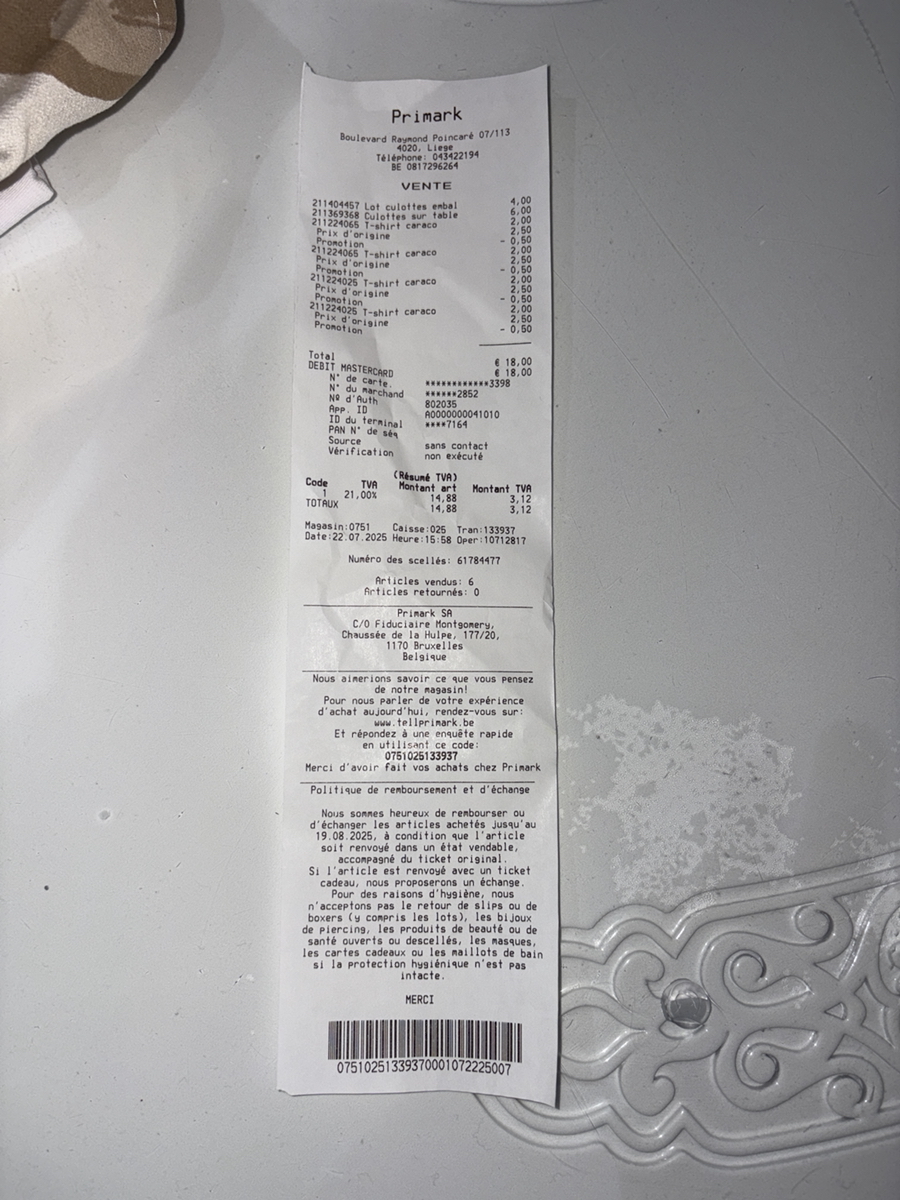 Primark
Boulevard Raymond Poincaré 07/113
4020, Liege
Téléphone: 043422194
BE 0817296264
VENTE
211404457 Lot culottes embal 4,00
211369368 Culottes sur table 6,00
211224065 T-shirt caraco 2,00
Prix d'origine 2,50
Promotion - 0,50
211224065 T-shirt caraco 2,00
Prix d'origine 2,50
Promotion - 0,50
211224025 T-shirt caraco 2,00
Prix d'origine 2,50
Promotion - 0,50
211224025 T-shirt caraco 2,00
Prix d'origine 2,50
Promotion - 0,50
Total € 18,00
DEBIT MASTERCARD € 18,00
N° de carte. ************3398
N° du marchand ******2852
Nº d'Auth 802035
App. ID A0000000041010
ID du terminal ****7164
PAN N° de séq
Source sans contact
Vérification non exécuté
(Résumé TVA)
Code TVA Montant art Montant TVA
1 21,00% 14,88 3,12
TOTAUX 14,88 3,12
Magasin:0751 Caisse:025 Tran:133937
Date:22.07.2025 Heure:15:58 Oper:10712817
Numéro des scellés: 61784477
Articles vendus: 6
Articles retournés: 0
Primark SA
C/O Fiduciaire Montgomery,
Chaussée de la Hulpe, 177/20,
1170 Bruxelles
Belgique
Nous aimerions savoir ce que vous pensez
de notre magasin!
Pour nous parler de votre expérience
d'achat aujourd'hui, rendez-vous sur:
www.tellprimark.be
Et répondez à une enquête rapide
en utilisant ce code:
0751025133937
Merci d'avoir fait vos achats chez Primark
Politique de remboursement et d'échange
Nous sommes heureux de rembourser ou
d'échanger les articles achetés jusqu'au
19.08.2025, à condition que l'article
soit renvoyé dans un état vendable,
accompagné du ticket original.
Si l'article est renvoyé avec un ticket
cadeau, nous proposerons un échange.
Pour des raisons d'hygiène, nous
n'acceptons pas le retour de slips ou de
boxers (y compris les lots), les bijoux
de piercing, les produits de beauté ou de
santé ouverts ou descellés, les masques,
les cartes cadeaux ou les maillots de bain
si la protection hygiénique n'est pas
intacte.
MERCI
07510251339370001072225007